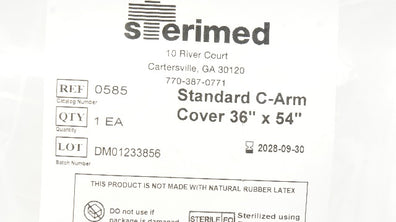 sterimed
10 River Court
Cartersville, GA 30120
770-387-0771
REF 0585
Catalog Number
Standard C-Arm
Cover 36" x 54"
QTY 1 EA
Quantity
2028-09-30
LOT DM01233856
Batch Number
THIS PRODUCT IS NOT MADE WITH NATURAL RUBBER LATEX
DO not use if
package is damaged
STERILE EO
Sterilized using